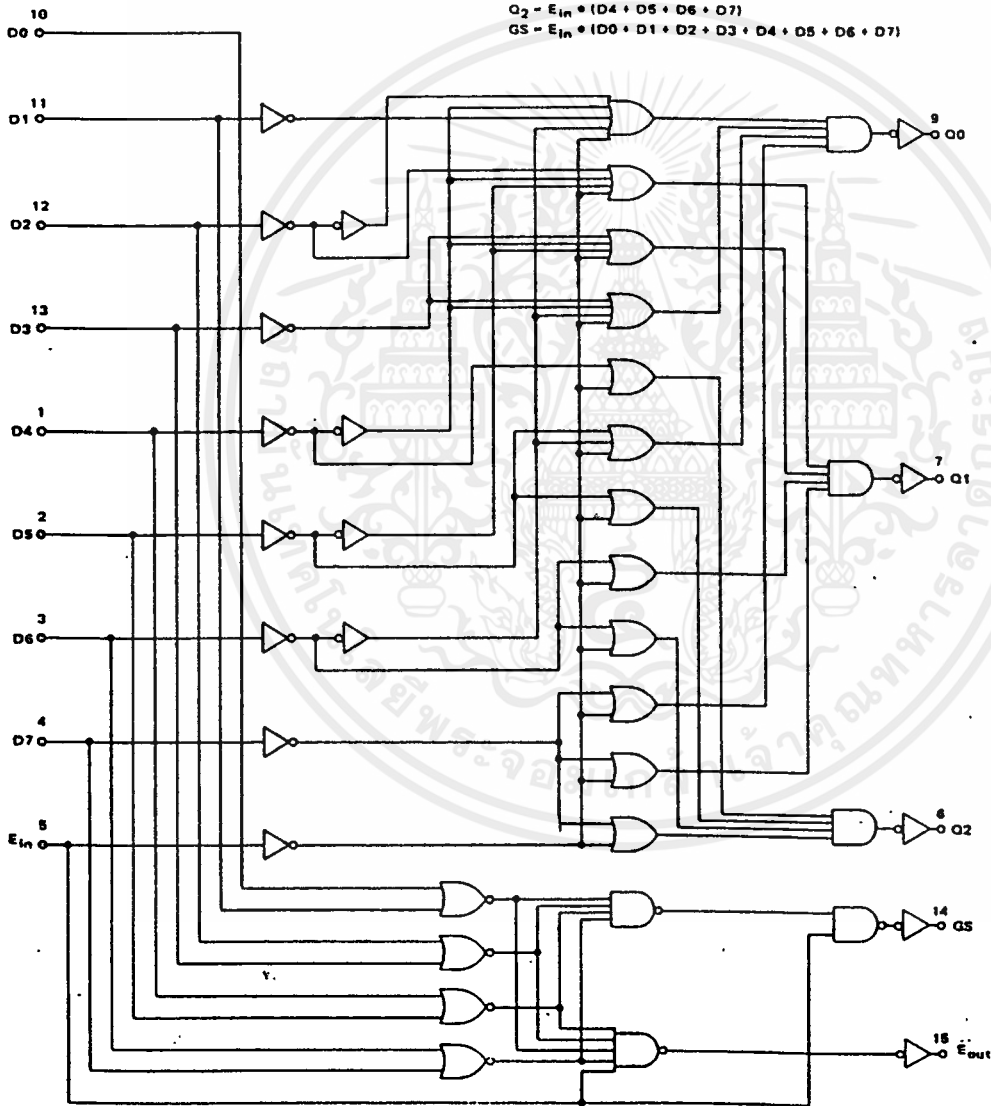 Q2 = Ein • (D4 + D5 + D6 + D7)
GS = Ein • (D0 + D1 + D2 + D3 + D4 + D5 + D6 + D7)
10
D0
11
D1
9
Q0
12
D2
13
D3
1
D4
7
Q1
2
D5
3
D6
4
D7
5
Ein
6
Q2
14
GS
15
Eout